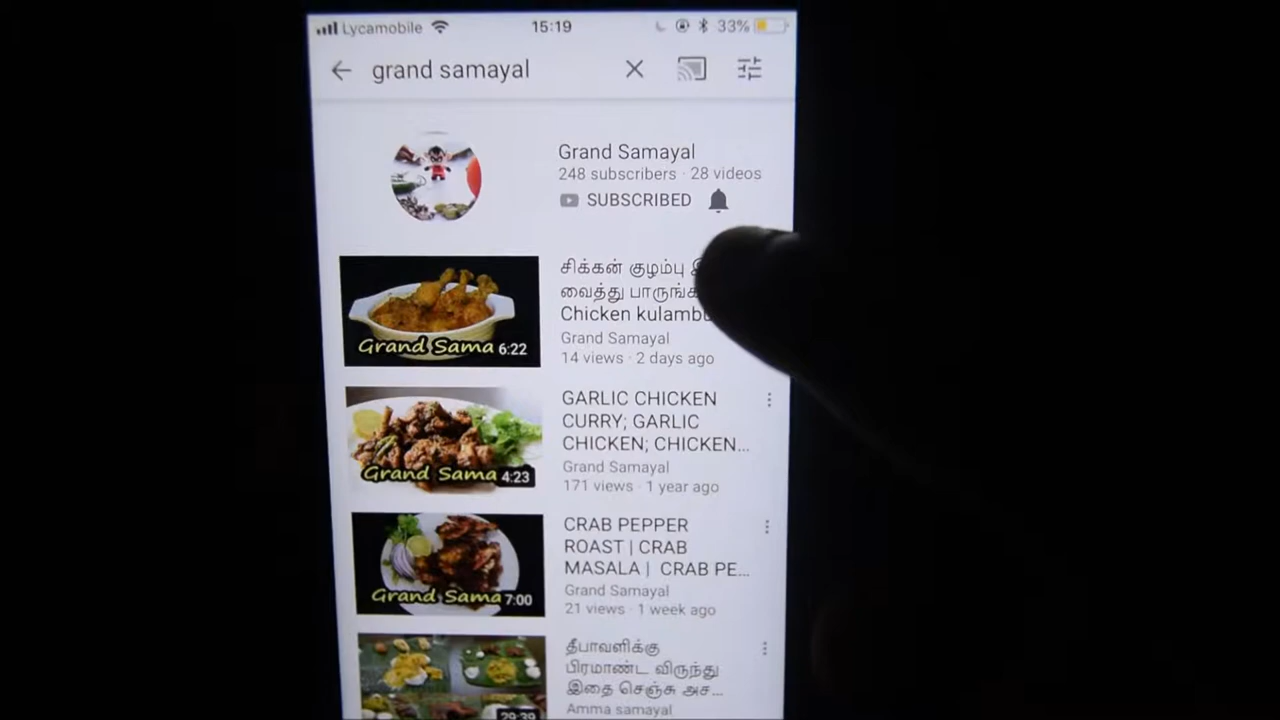 Lycamobile 15:19 33%
grand samayal
Grand Samayal
248 subscribers · 28 videos
SUBSCRIBED
சிக்கன் குழம்பு
வைத்து
Chicken kulambu
Grand Samayal
14 views · 2 days ago
Grand Sama 6:22
GARLIC CHICKEN
CURRY; GARLIC
CHICKEN; CHICKEN...
Grand Samayal
171 views · 1 year ago
Grand Sama 4:23
CRAB PEPPER
ROAST | CRAB
MASALA | CRAB PE...
Grand Samayal
21 views · 1 week ago
Grand Sama 7:00
தீபாவளிக்கு
பிரமாண்ட விருந்து
இதை செஞ்சு அச...
Amma samayal
29:39